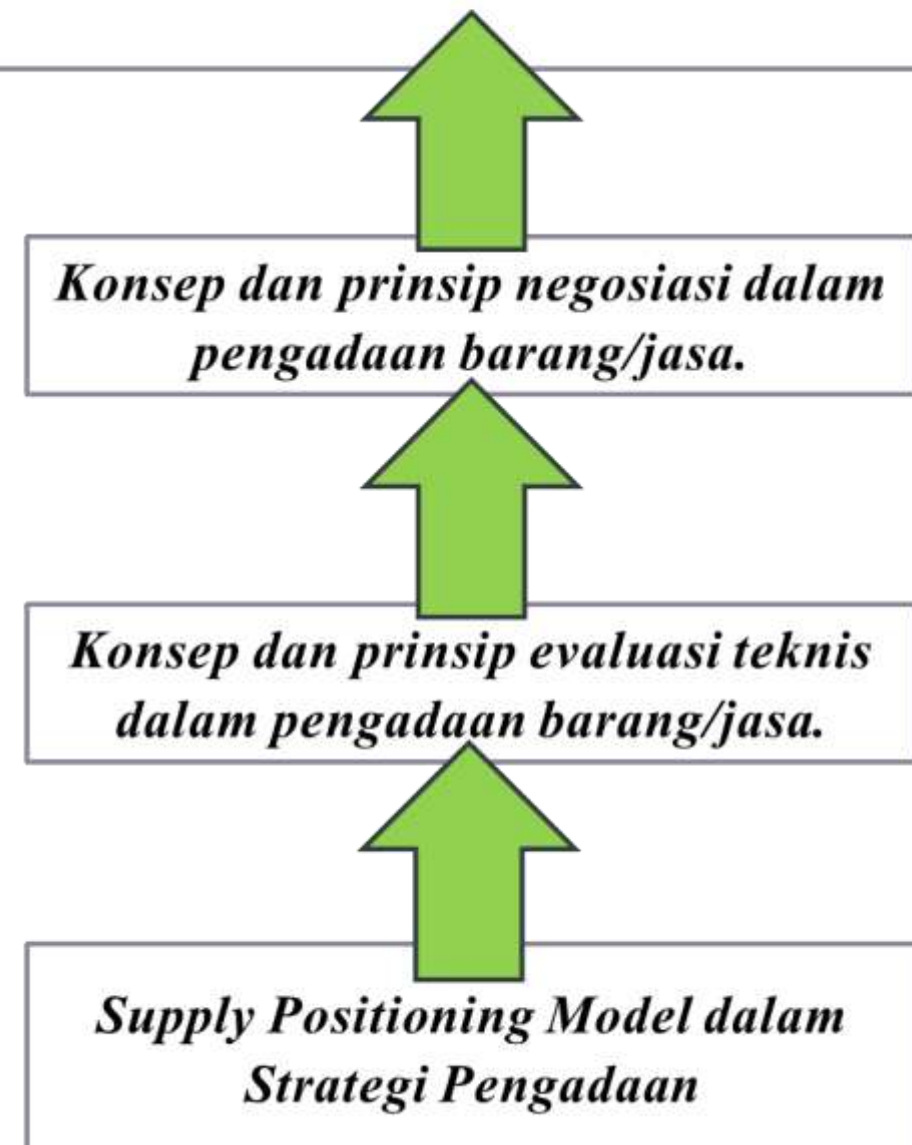 Konsep dan prinsip negosiasi dalam
pengadaan barang/jasa.
Konsep dan prinsip evaluasi teknis
dalam pengadaan barang/jasa.
Supply Positioning Model dalam
Strategi Pengadaan